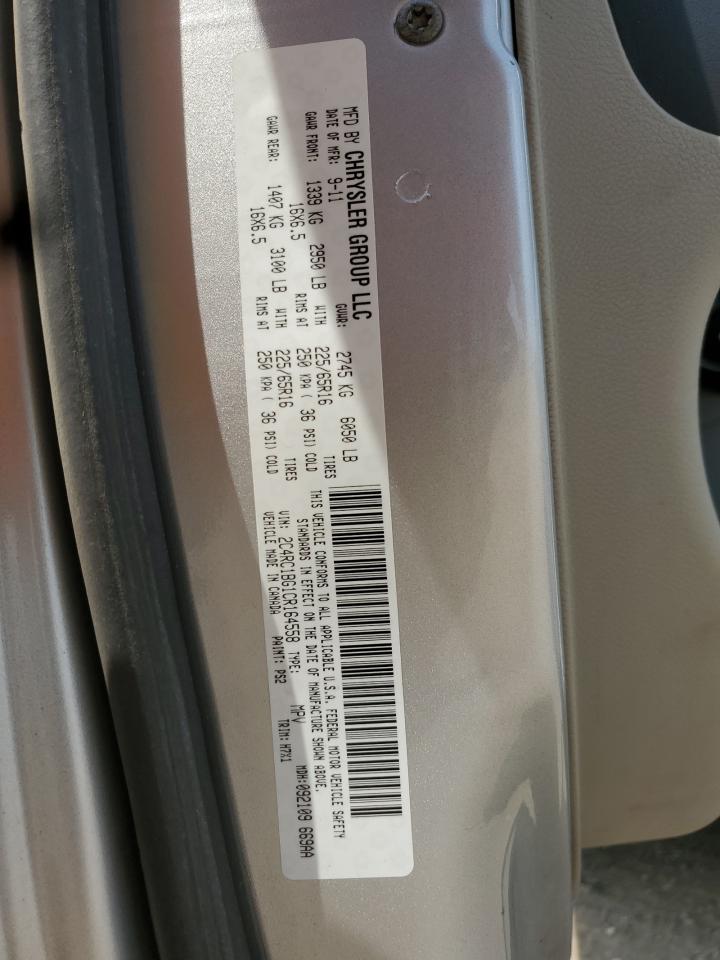 MFD BY CHRYSLER GROUP LLC
DATE OF MFR: 9-11 GVWR: 2745 KG 6050 LB
GAWR FRONT: 1339 KG 2950 LB WITH 225/65R16 TIRES
16X6.5 RIMS AT 250 KPA ( 36 PSI) COLD
GAWR REAR: 1407 KG 3100 LB WITH 225/65R16 TIRES
16X6.5 RIMS AT 250 KPA ( 36 PSI) COLD
THIS VEHICLE CONFORMS TO ALL APPLICABLE U.S.A. FEDERAL MOTOR VEHICLE SAFETY
STANDARDS IN EFFECT ON THE DATE OF MANUFACTURE SHOWN ABOVE.
VIN: 2C4RC1BG1CR164558 TYPE: MPV MDH:092109 669AA
VEHICLE MADE IN CANADA PAINT: PS2 TRIM: H7X1